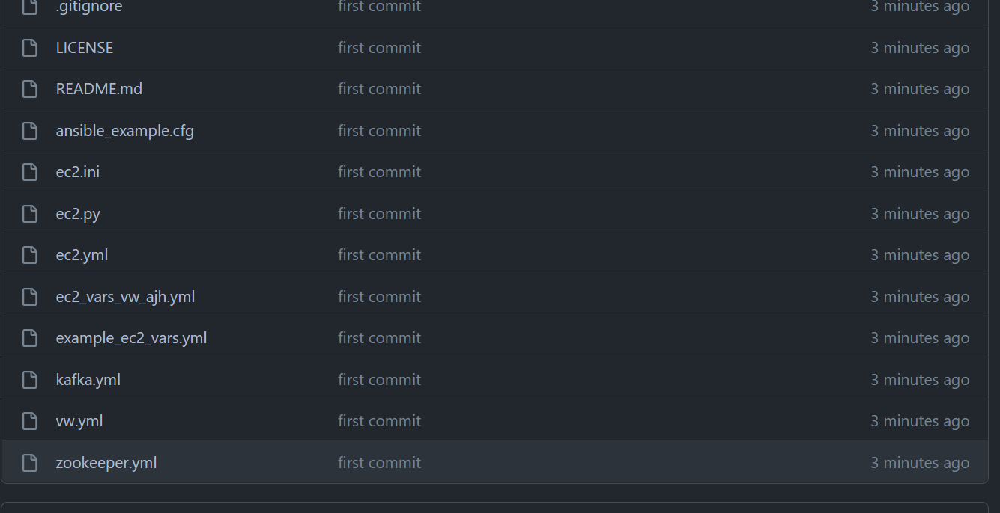 .gitignore first commit 3 minutes ago
LICENSE first commit 3 minutes ago
README.md first commit 3 minutes ago
ansible_example.cfg first commit 3 minutes ago
ec2.ini first commit 3 minutes ago
ec2.py first commit 3 minutes ago
ec2.yml first commit 3 minutes ago
ec2_vars_vw_ajh.yml first commit 3 minutes ago
example_ec2_vars.yml first commit 3 minutes ago
kafka.yml first commit 3 minutes ago
vw.yml first commit 3 minutes ago
zookeeper.yml first commit 3 minutes ago